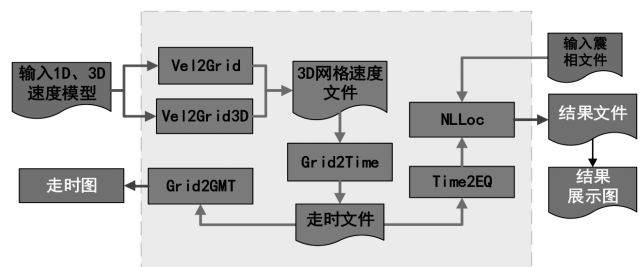 输入1D、3D
速度模型
Vel2Grid
Vel2Grid3D
3D网格速度
文件
输入震
相文件
NLLoc
结果文件
Grid2Time
走时图
Grid2GMT
Time2EQ
结果
展示图
走时文件